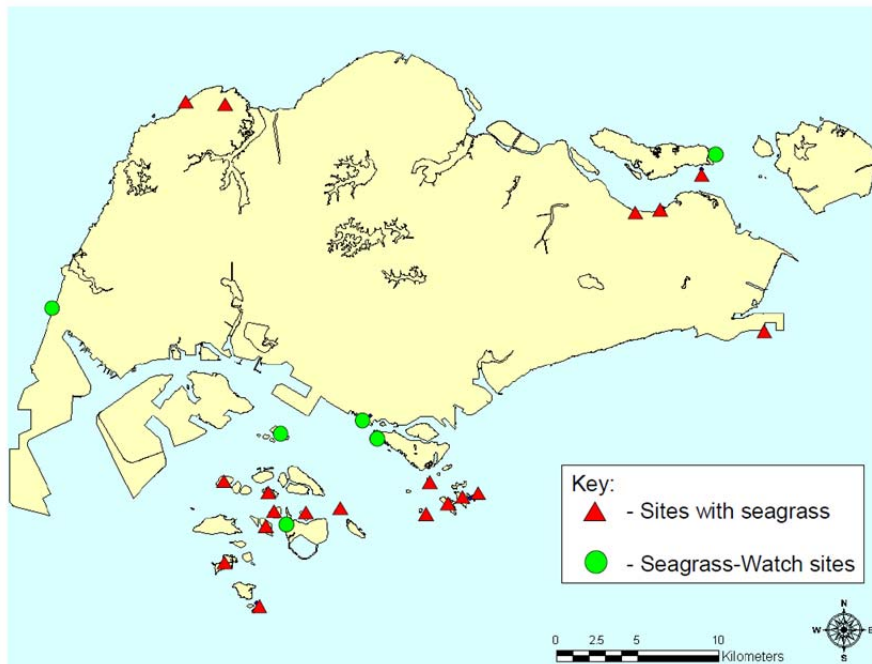 Key:
- Sites with seagrass
- Seagrass-Watch sites
N
W E
S
0 2.5 5 10
Kilometers